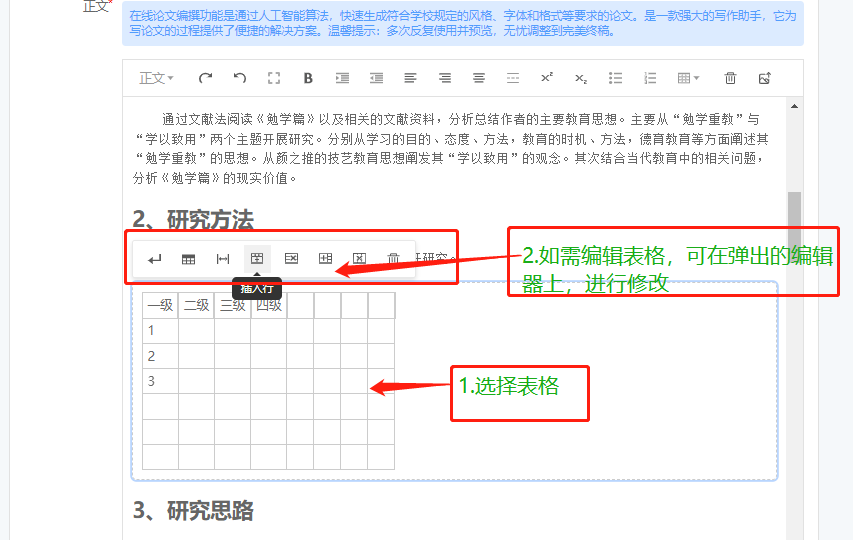 正文
在线论文编撰功能是通过人工智能算法，快速生成符合学校规定的风格、字体和格式等要求的论文。是一款强大的写作助手，它为
写论文的过程提供了便捷的解决方案。温馨提示：多次反复使用并预览，无忧调整到完美终稿。
正文
B
x²
x₂
通过文献法阅读《勉学篇》以及相关的文献资料，分析总结作者的主要教育思想。主要从“勉学重教”与
“学以致用”两个主题开展研究。分别从学习的目的、态度、方法，教育的时机、方法，德育教育等方面阐述其
“勉学重教”的思想。从颜之推的技艺教育思想阐发其“学以致用”的观念。其次结合当代教育中的相关问题，
分析《勉学篇》的现实价值。
2、研究方法
研究。
插入行
2.如需编辑表格，可在弹出的编辑
器上，进行修改
一级 二级 三级 四级
1
2
3
1.选择表格
3、研究思路